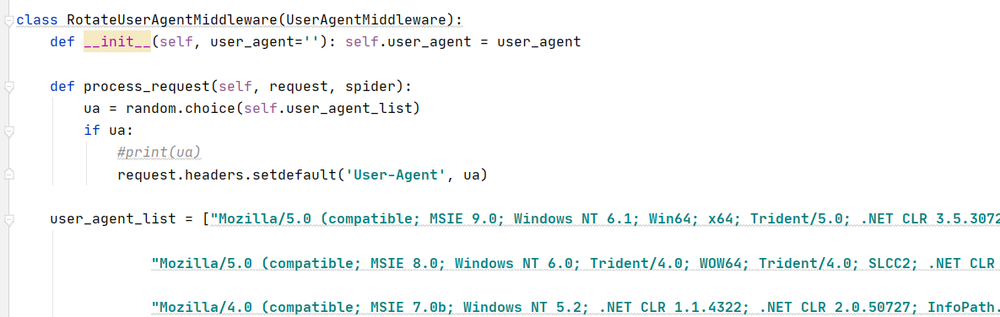 class RotateUserAgentMiddleware(UserAgentMiddleware):
def __init__(self, user_agent=''): self.user_agent = user_agent
def process_request(self, request, spider):
ua = random.choice(self.user_agent_list)
if ua:
#print(ua)
request.headers.setdefault('User-Agent', ua)
user_agent_list = ["Mozilla/5.0 (compatible; MSIE 9.0; Windows NT 6.1; Win64; x64; Trident/5.0; .NET CLR 3.5.3072
"Mozilla/5.0 (compatible; MSIE 8.0; Windows NT 6.0; Trident/4.0; WOW64; Trident/4.0; SLCC2; .NET CLR
"Mozilla/4.0 (compatible; MSIE 7.0b; Windows NT 5.2; .NET CLR 1.1.4322; .NET CLR 2.0.50727; InfoPath.